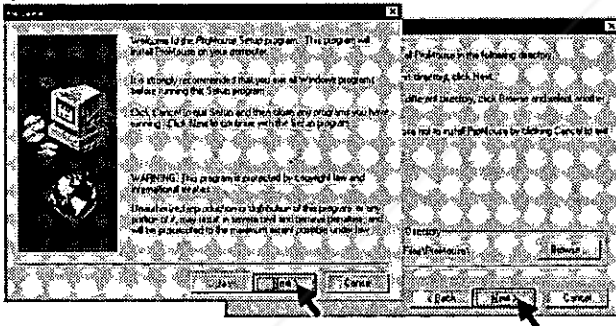 Welcome
Welcome to the ProMouse Setup program. This program will
install ProMouse on your computer.
It is strongly recommended that you exit all Windows programs
before running this Setup program.
Click Cancel to quit Setup and then close any programs you have
running. Click Next to continue with the Setup program.
WARNING: This program is protected by copyright law and
international treaties.
Unauthorized reproduction or distribution of this program, or any
portion of it, may result in severe civil and criminal penalties, and
will be prosecuted to the maximum extent possible under law.
Next >
Cancel
all ProMouse in the following directory.
directory, click Next.
different directory, click Browse and select another
not to install ProMouse by clicking Cancel to exit
Directory
Files\ProMouse\
Browse...
< Back
Next >
Cancel